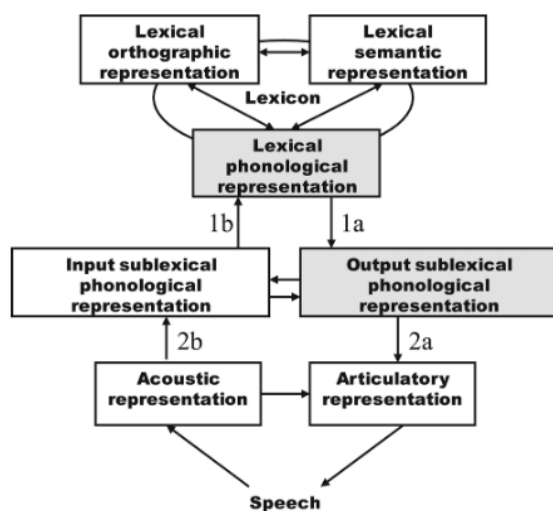 Lexical
orthographic
representation
Lexical
semantic
representation
Lexicon
Lexical
phonological
representation
1b
1a
Input sublexical
phonological
representation
Output sublexical
phonological
representation
2b
2a
Acoustic
representation
Articulatory
representation
Speech